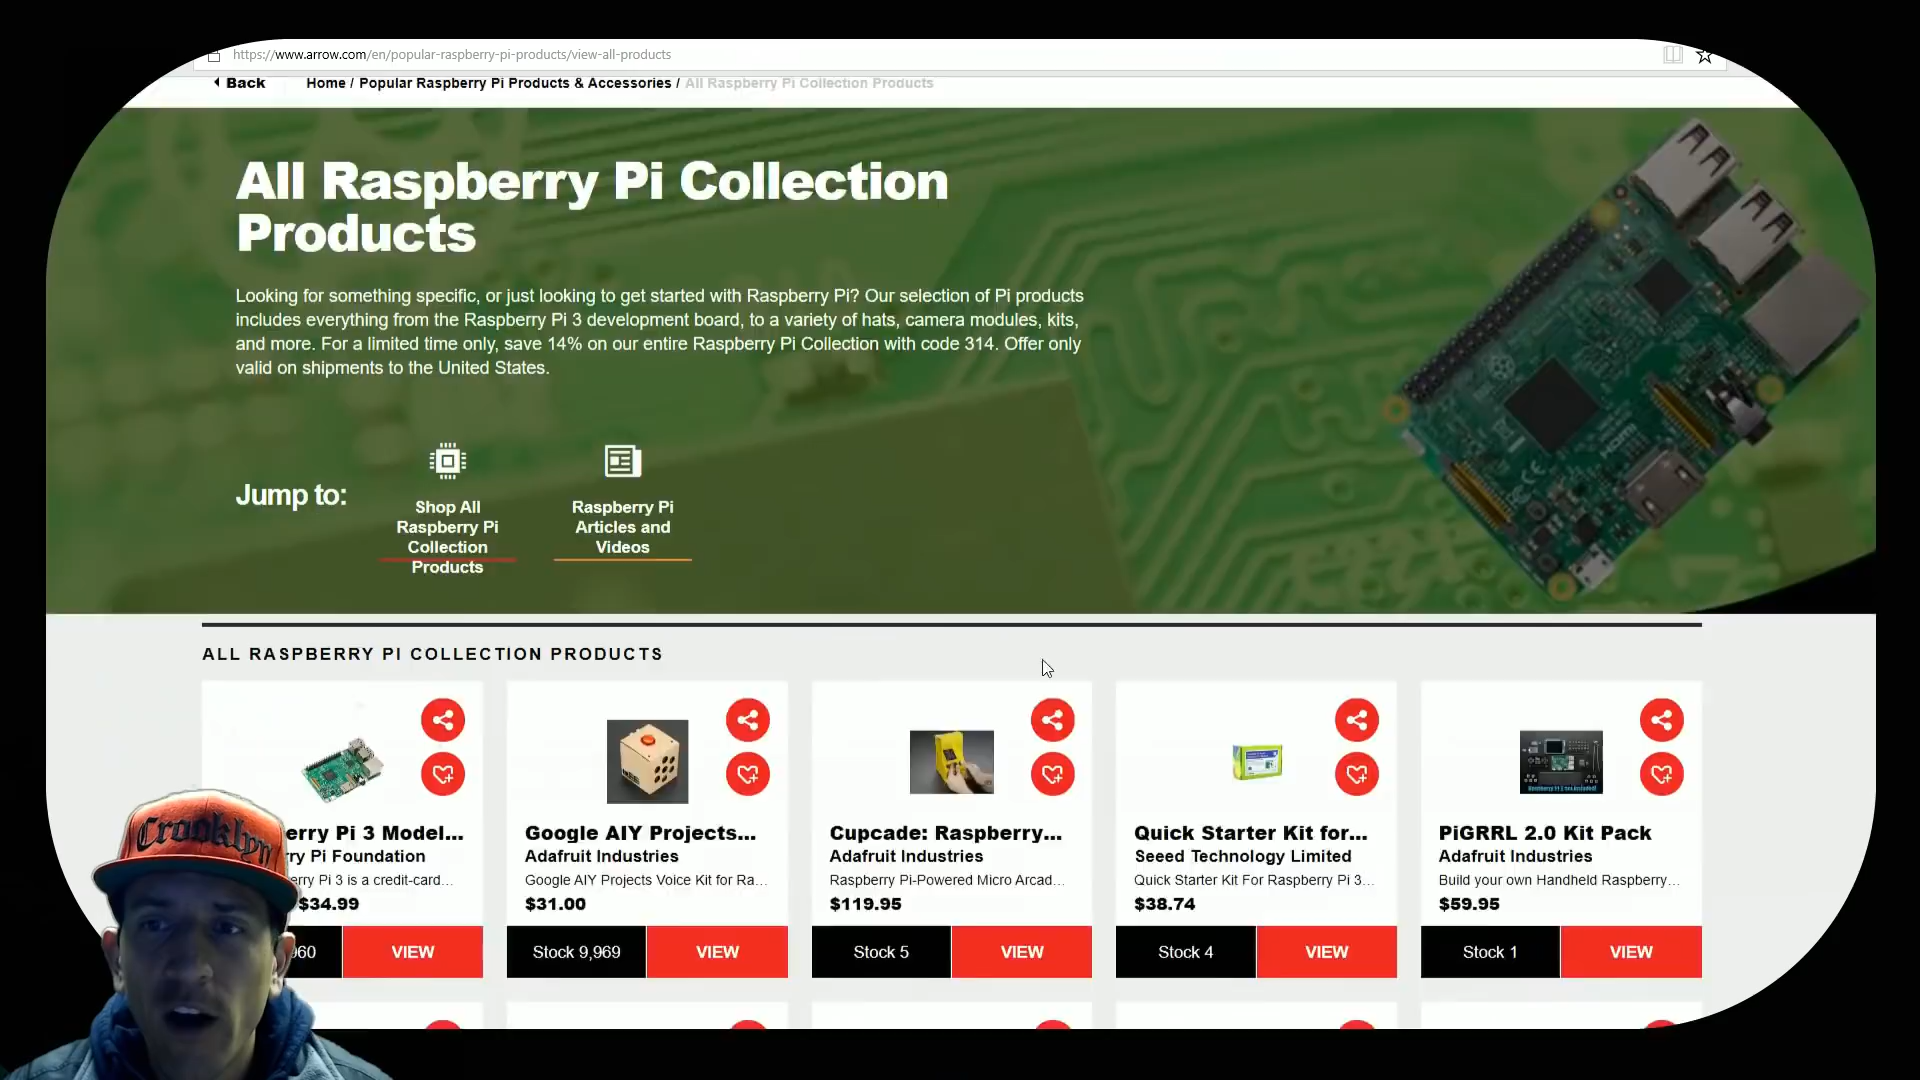 https://www.arrow.com/en/popular-raspberry-pi-products/view-all-products
Back
Home / Popular Raspberry Pi Products & Accessories / All Raspberry Pi Collection Products
All Raspberry Pi Collection
Products
Looking for something specific, or just looking to get started with Raspberry Pi? Our selection of Pi products
includes everything from the Raspberry Pi 3 development board, to a variety of hats, camera modules, kits,
and more. For a limited time only, save 14% on our entire Raspberry Pi Collection with code 314. Offer only
valid on shipments to the United States.
Jump to:
Shop All
Raspberry Pi
Collection
Products
Raspberry Pi
Articles and
Videos
HDMI
ALL RASPBERRY PI COLLECTION PRODUCTS
erry Pi 3 Model...
rry Pi Foundation
erry Pi 3 is a credit-card...
$34.99
960
VIEW
Google AIY Projects...
Adafruit Industries
Google AIY Projects Voice Kit for Ra...
$31.00
Stock 9,969
VIEW
Cupcade: Raspberry...
Adafruit Industries
Raspberry Pi-Powered Micro Arcad...
$119.95
Stock 5
VIEW
Quick Starter Kit for...
Seeed Technology Limited
Quick Starter Kit For Raspberry Pi 3...
$38.74
Stock 4
VIEW
PiGRRL 2.0 Kit Pack
Adafruit Industries
Build your own Handheld Raspberry...
$59.95
Stock 1
VIEW
Crooklyn